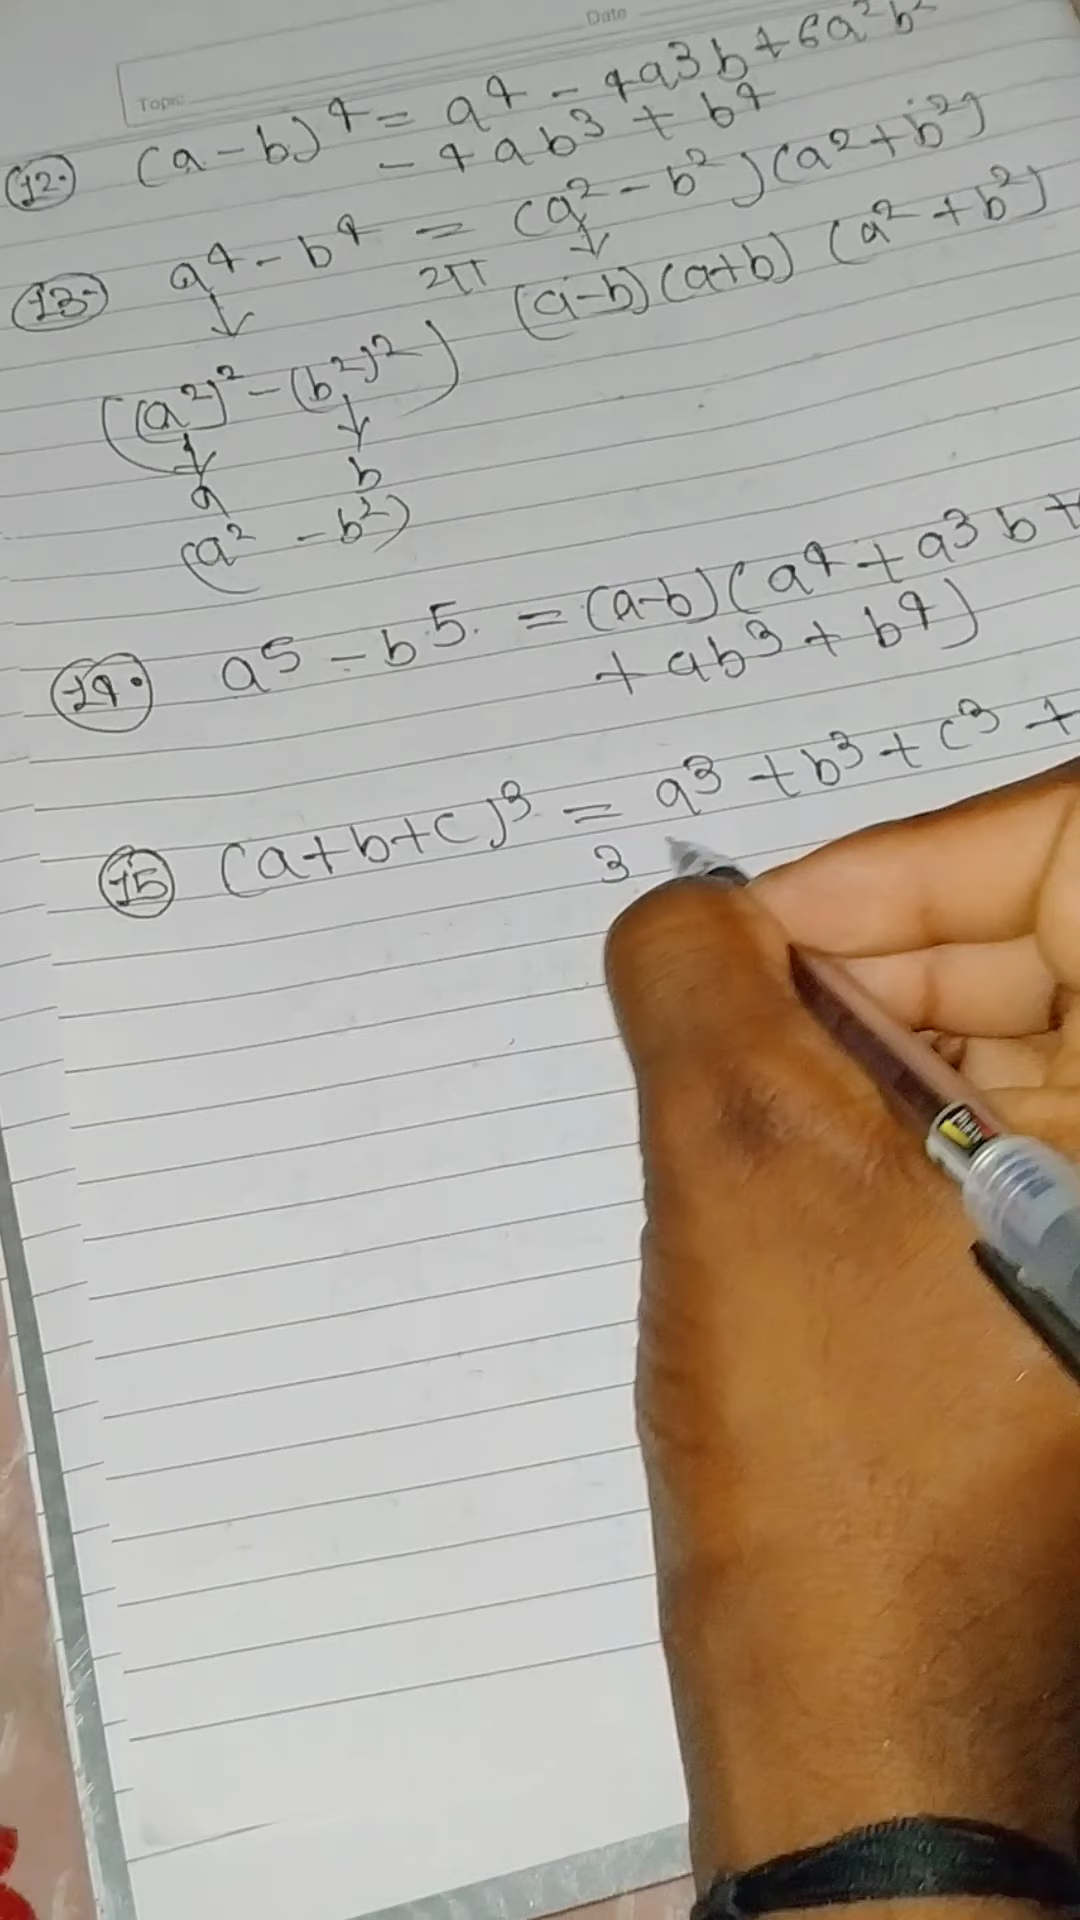 Date
Topic
12. (a-b)⁴ = a⁴ - 4a³b + 6a²b²
- 4ab³ + b⁴
13. a⁴ - b⁴ = (a² - b²)(a² + b²)
↓ 2π (a-b)(a+b) (a² + b²)
((a²)² - (b²)²)
a b
(a² - b²)
14. a⁵ - b⁵ = (a-b)(a⁴ + a³b +
+ ab³ + b⁴)
15 (a+b+c)³ = a³ + b³ + c³ +
3